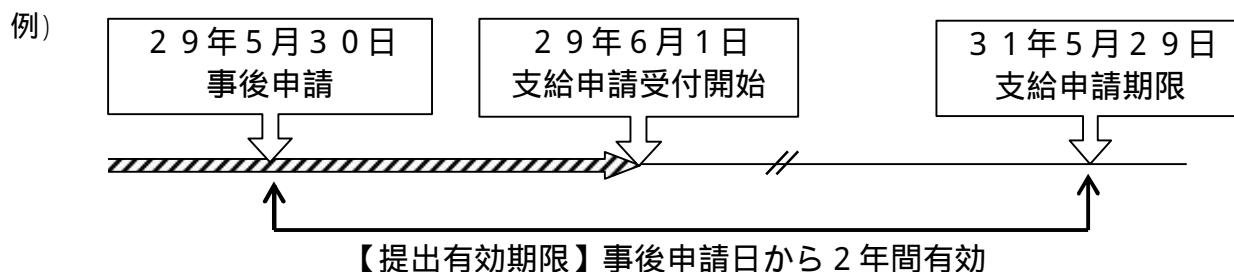 例)
２９年５月３０日
事後申請
２９年６月１日
支給申請受付開始
３１年５月２９日
支給申請期限
【提出有効期限】事後申請日から２年間有効